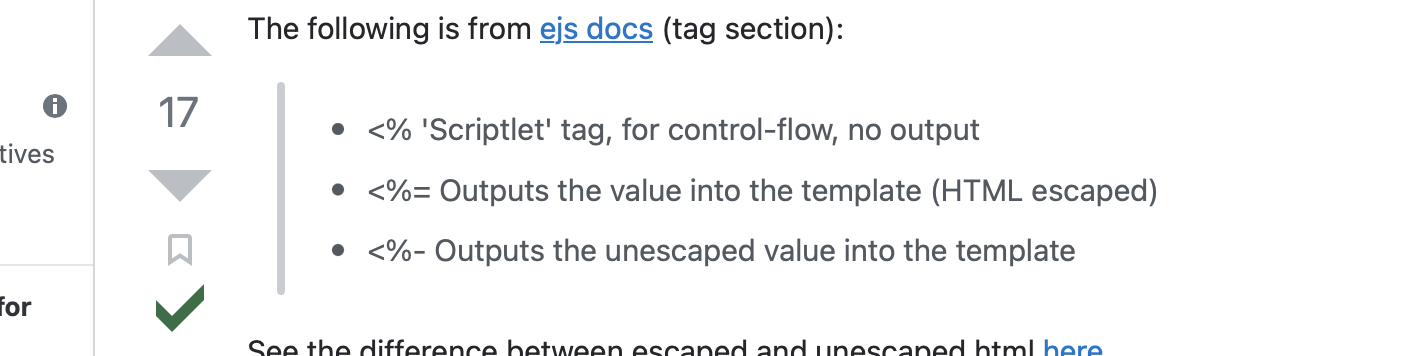 The following is from ejs docs (tag section):
17
tives
• <% 'Scriptlet' tag, for control-flow, no output
• <%= Outputs the value into the template (HTML escaped)
• <%- Outputs the unescaped value into the template
for
See the difference between escaped and unescaped html here